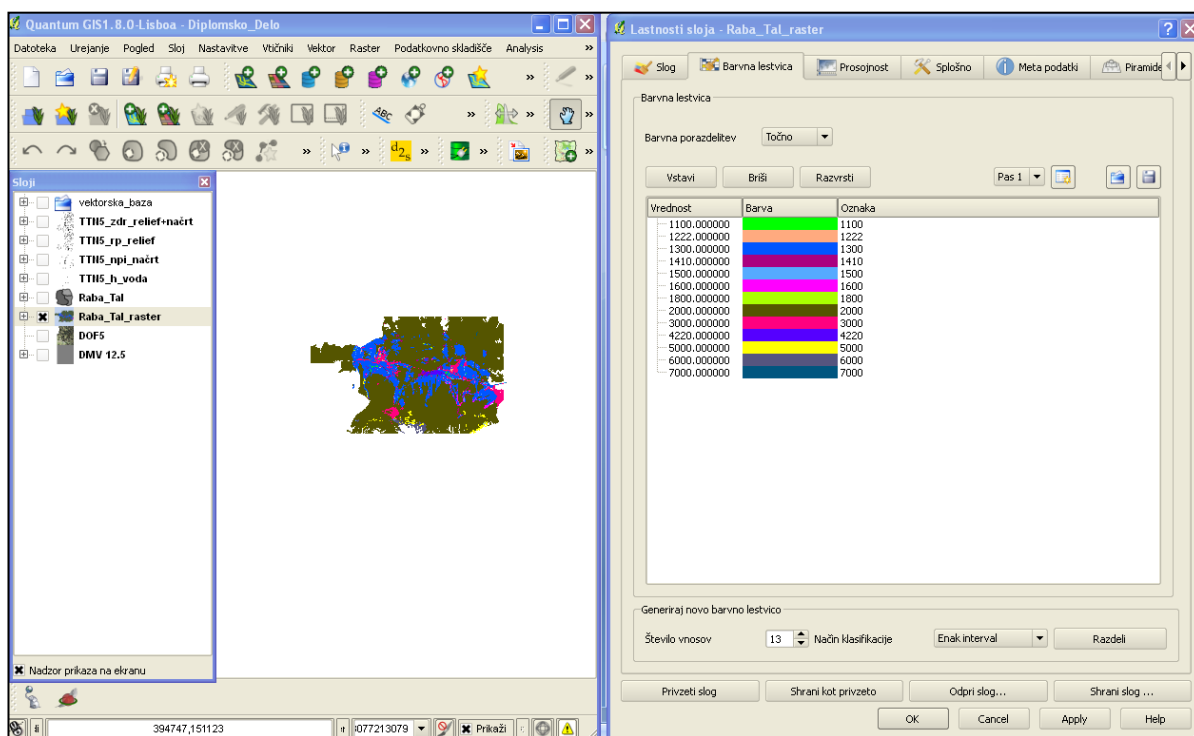 Quantum GIS1.8.0-Lisboa - Diplomsko_Delo
Datoteka Urejanje Pogled Sloj Nastavitve Vtičniki Vektor Raster Podatkovno skladišče Analysis »
»
ABC » » »
» » d2s » » »
Sloji
vektorska_baza
TTN5_zdr_relief+načrt
TTN5_rp_relief
TTN5_npi_načrt
TTN5_h_voda
Raba_Tal
Raba_Tal_raster
DOF5
DMV 12.5
Nadzor prikaza na ekranu
394747,151123
Prikaži
Lastnosti sloja - Raba_Tal_raster
Slog Barvna lestvica Prosojnost Splošno Meta podatki Piramide
Barvna lestvica
Barvna porazdelitev Točno
Vstavi Briši Razvrsti Pas 1
Vrednost Barva Oznaka
1100.000000 1100
1222.000000 1222
1300.000000 1300
1410.000000 1410
1500.000000 1500
1600.000000 1600
1800.000000 1800
2000.000000 2000
3000.000000 3000
4220.000000 4220
5000.000000 5000
6000.000000 6000
7000.000000 7000
Generiraj novo barvno lestvico
Število vnosov 13 Način klasifikacije Enak interval Razdeli
Privzeti slog Shrani kot privzeto Odpri slog... Shrani slog ...
OK Cancel Apply Help